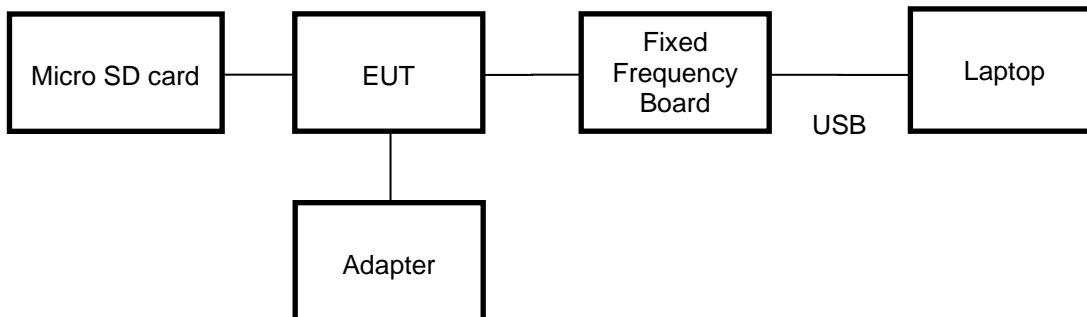 Micro SD card
EUT
Fixed
Frequency
Board
Laptop
USB
Adapter